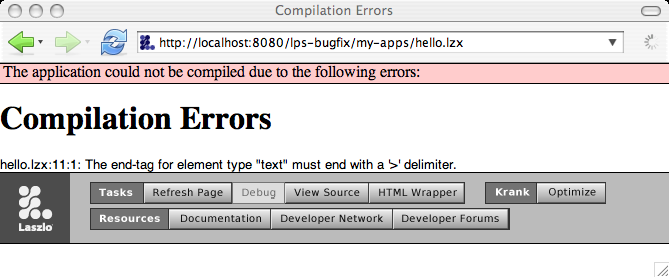 Compilation Errors
http://localhost:8080/lps-bugfix/my-apps/hello.lzx
The application could not be compiled due to the following errors:
Compilation Errors
hello.lzx:11:1: The end-tag for element type "text" must end with a '>' delimiter.
Tasks Refresh Page Debug View Source HTML Wrapper Krank Optimize
Laszlo Resources Documentation Developer Network Developer Forums